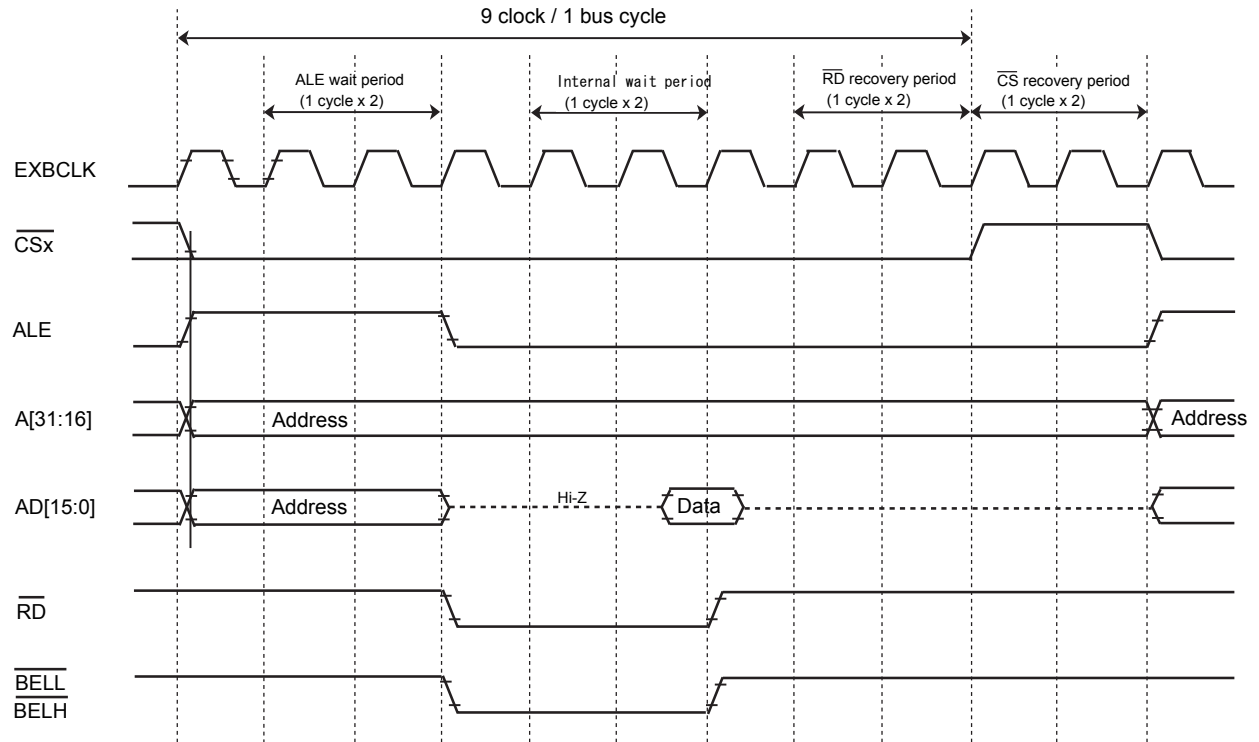 9 clock / 1 bus cycle
ALE wait period
(1 cycle x 2)
Internal wait period
(1 cycle x 2)
RD recovery period
(1 cycle x 2)
CS recovery period
(1 cycle x 2)
EXBCLK
CSx
ALE
A[31:16]
Address
Address
AD[15:0]
Address
Hi-Z
Data
RD
BELL
BELH